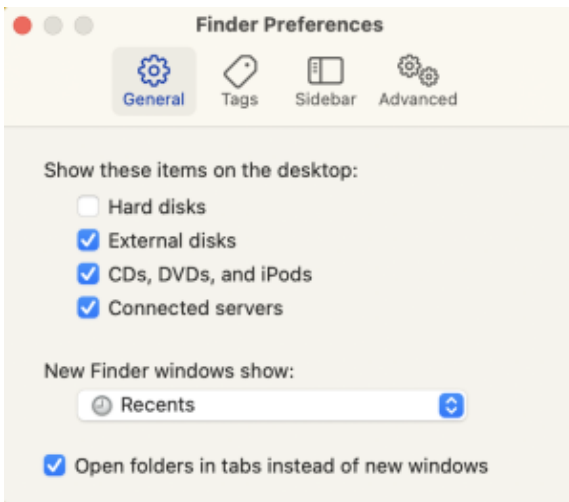 Finder Preferences
General Tags Sidebar Advanced
Show these items on the desktop:
Hard disks
External disks
CDs, DVDs, and iPods
Connected servers
New Finder windows show:
Recents
Open folders in tabs instead of new windows